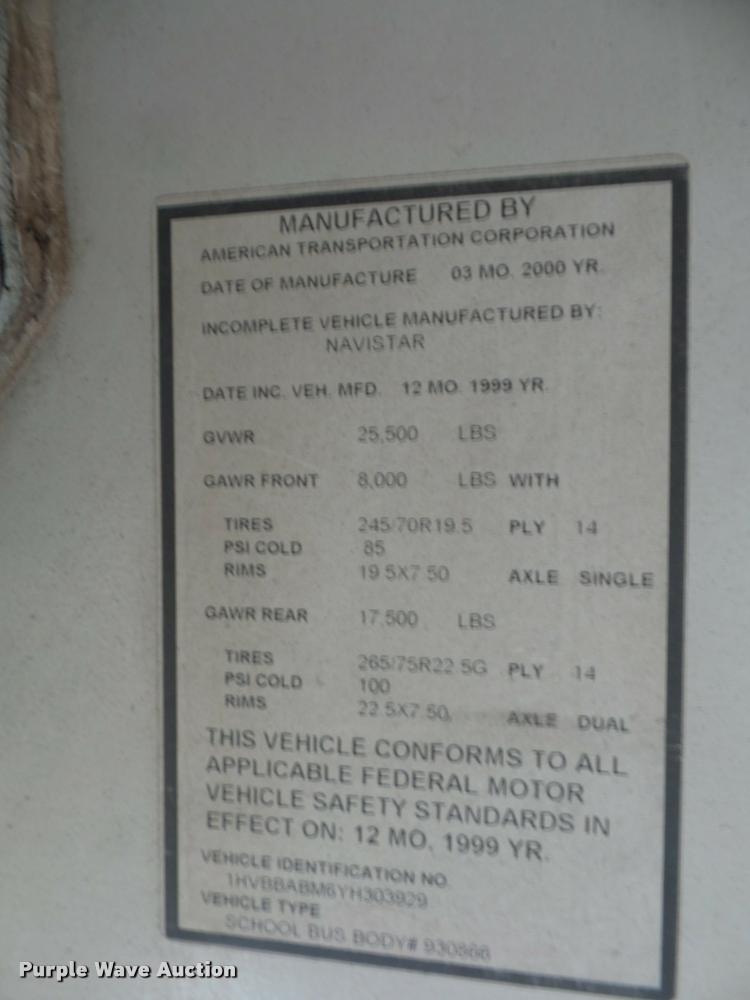 MANUFACTURED BY
AMERICAN TRANSPORTATION CORPORATION
DATE OF MANUFACTURE 03 MO. 2000 YR.
INCOMPLETE VEHICLE MANUFACTURED BY:
NAVISTAR
DATE INC. VEH. MFD. 12 MO. 1999 YR.
GVWR 25,500 LBS
GAWR FRONT 8,000 LBS WITH
TIRES 245/70R19.5 PLY 14
PSI COLD 85
RIMS 19.5X7.50 AXLE SINGLE
GAWR REAR 17,500 LBS
TIRES 265/75R22.5G PLY 14
PSI COLD 100
RIMS 22.5X7.50 AXLE DUAL
THIS VEHICLE CONFORMS TO ALL
APPLICABLE FEDERAL MOTOR
VEHICLE SAFETY STANDARDS IN
EFFECT ON: 12 MO. 1999 YR.
VEHICLE IDENTIFICATION NO.
1HVBBABM6YH303929
VEHICLE TYPE
SCHOOL BUS BODY# 930866
Purple Wave Auction